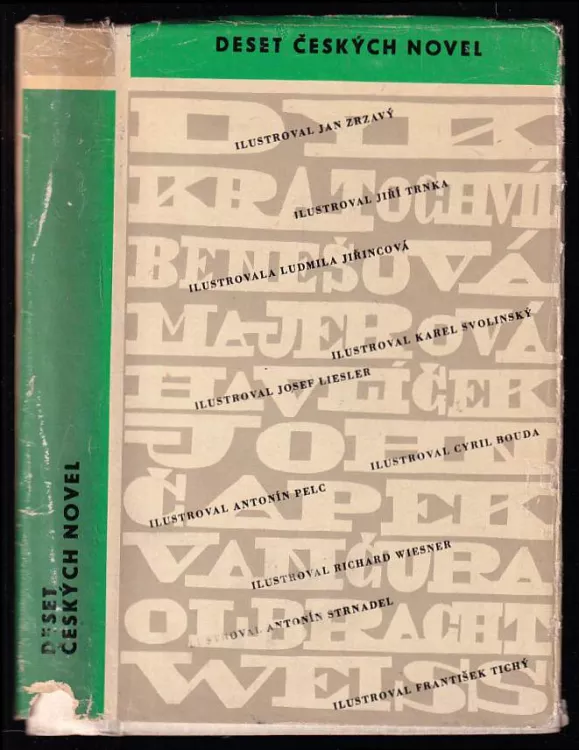 DESET ČESKÝCH NOVEL
DYK
ILUSTROVAL JAN ZRZAVÝ
KRATOCHVÍL
ILUSTROVAL JIŘÍ TRNKA
BENEŠOVÁ
ILUSTROVALA LUDMILA JIŘINCOVÁ
MAJEROVÁ
ILUSTROVAL KAREL SVOLINSKÝ
HAVLÍČEK
ILUSTROVAL JOSEF LIESLER
JOHN
ILUSTROVAL CYRIL BOUDA
ČAPEK
ILUSTROVAL ANTONÍN PELC
VANČURA
ILUSTROVAL RICHARD WIESNER
OLBRACHT
ILUSTROVAL ANTONÍN STRNADEL
WEISS
ILUSTROVAL FRANTIŠEK TICHÝ
DESET
ČESKÝCH NOVEL